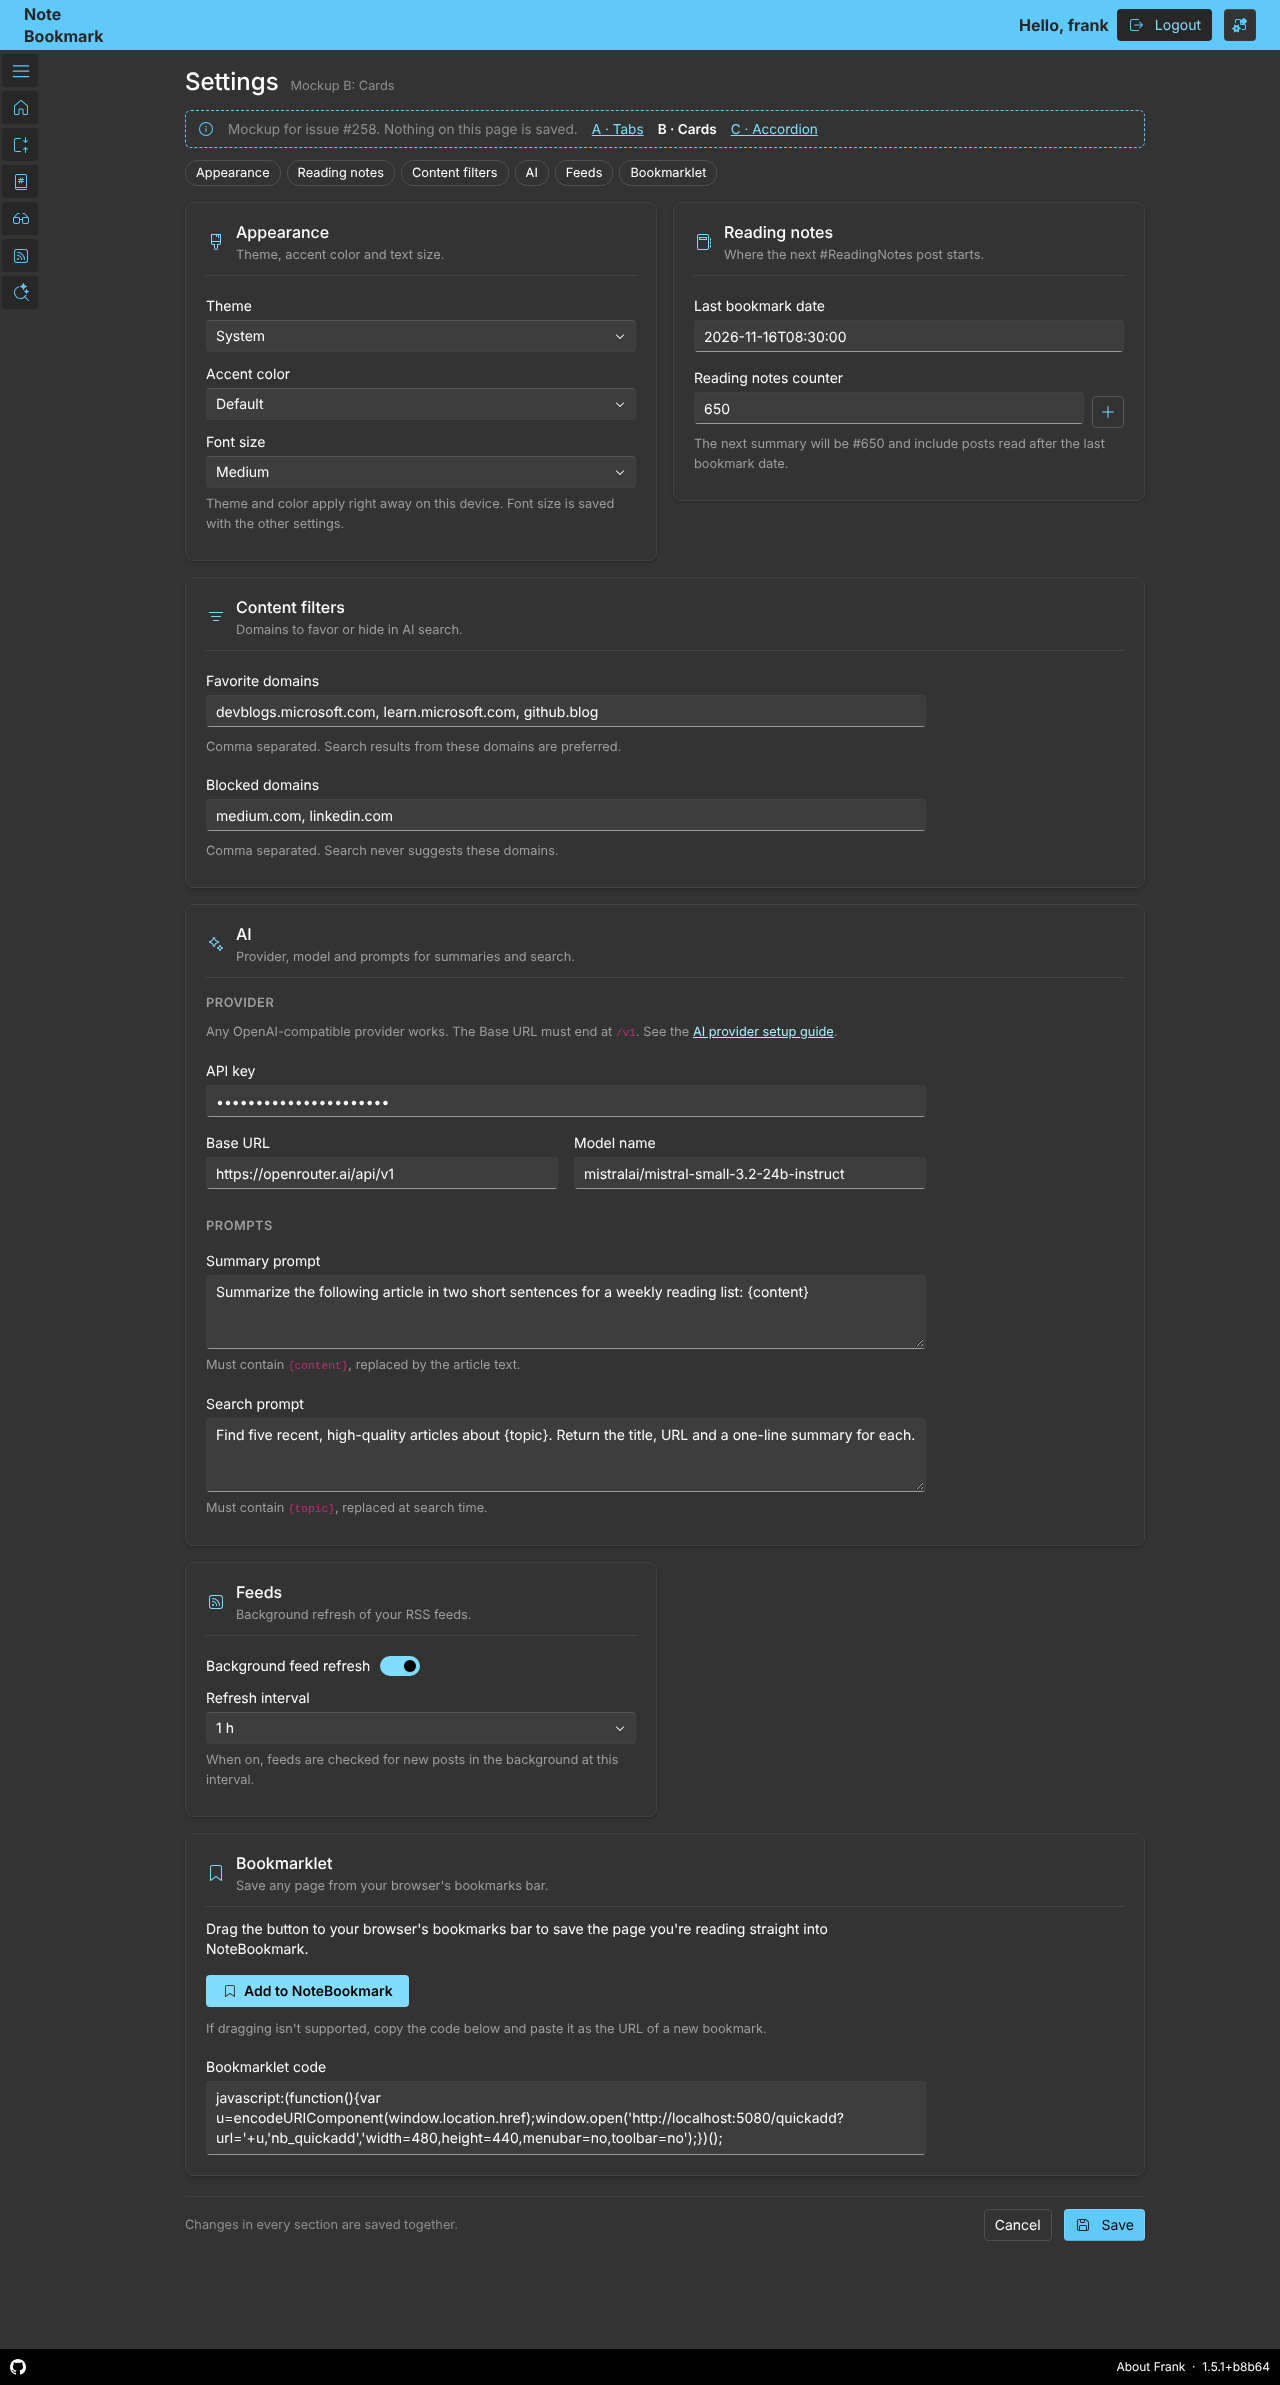 Note
Bookmark
Hello, frank
Logout
Settings
Mockup B: Cards
Mockup for issue #258. Nothing on this page is saved. A · Tabs B · Cards C · Accordion
Appearance
Reading notes
Content filters
AI
Feeds
Bookmarklet
Appearance
Theme, accent color and text size.
Theme
System
Accent color
Default
Font size
Medium
Theme and color apply right away on this device. Font size is saved
with the other settings.
Reading notes
Where the next #ReadingNotes post starts.
Last bookmark date
2026-11-16T08:30:00
Reading notes counter
650
The next summary will be #650 and include posts read after the last
bookmark date.
Content filters
Domains to favor or hide in AI search.
Favorite domains
devblogs.microsoft.com, learn.microsoft.com, github.blog
Comma separated. Search results from these domains are preferred.
Blocked domains
medium.com, linkedin.com
Comma separated. Search never suggests these domains.
AI
Provider, model and prompts for summaries and search.
PROVIDER
Any OpenAI-compatible provider works. The Base URL must end at /v1. See the AI provider setup guide.
API key
••••••••••••••••••••••
Base URL
https://openrouter.ai/api/v1
Model name
mistralai/mistral-small-3.2-24b-instruct
PROMPTS
Summary prompt
Summarize the following article in two short sentences for a weekly reading list: {content}
Must contain {content}, replaced by the article text.
Search prompt
Find five recent, high-quality articles about {topic}. Return the title, URL and a one-line summary for each.
Must contain {topic}, replaced at search time.
Feeds
Background refresh of your RSS feeds.
Background feed refresh
Refresh interval
1 h
When on, feeds are checked for new posts in the background at this
interval.
Bookmarklet
Save any page from your browser's bookmarks bar.
Drag the button to your browser's bookmarks bar to save the page you're reading straight into
NoteBookmark.
Add to NoteBookmark
If dragging isn't supported, copy the code below and paste it as the URL of a new bookmark.
Bookmarklet code
javascript:(function(){var
u=encodeURIComponent(window.location.href);window.open('http://localhost:5080/quickadd?
url='+u,'nb_quickadd','width=480,height=440,menubar=no,toolbar=no');})();
Changes in every section are saved together.
Cancel
Save
About Frank · 1.5.1+b8b64